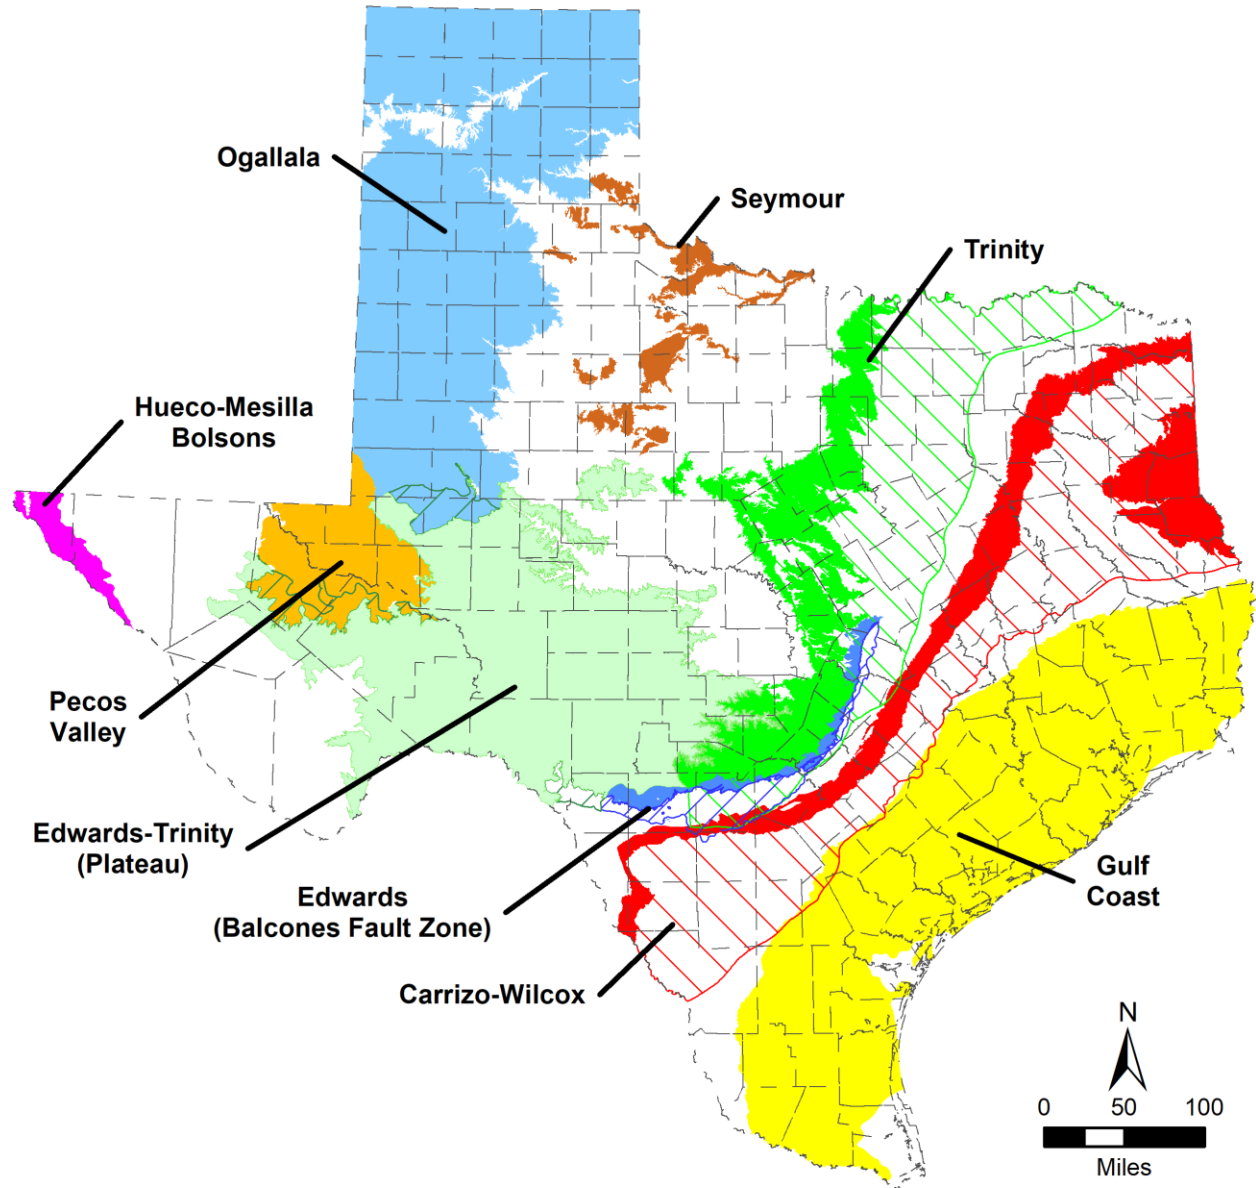 Ogallala
Seymour
Trinity
Hueco-Mesilla
Bolsons
Pecos
Valley
Edwards-Trinity
(Plateau)
Edwards
(Balcones Fault Zone)
Carrizo-Wilcox
Gulf
Coast
N
0 50 100
Miles